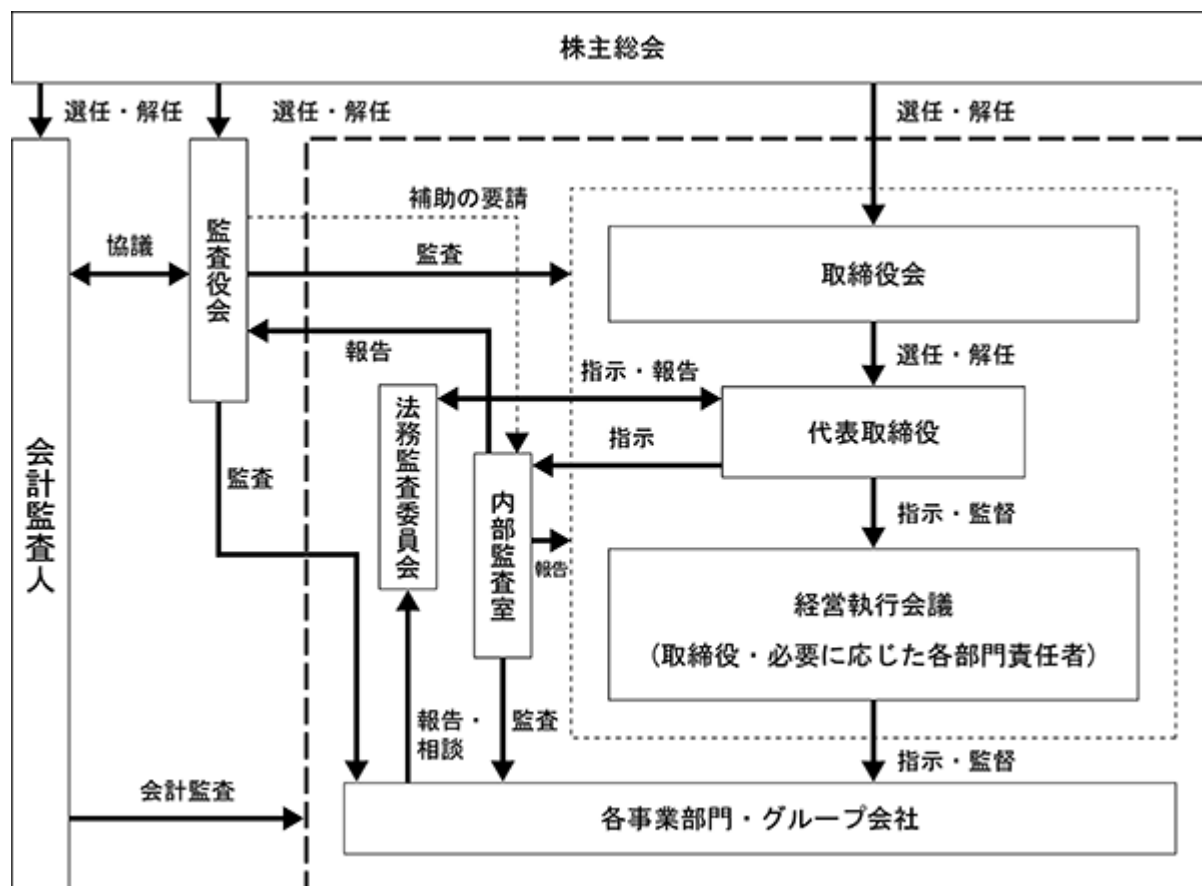 株主総会
選任・解任
選任・解任
選任・解任
補助の要請
監査役会
協議
監査
取締役会
報告
選任・解任
指示・報告
法務監査委員会
代表取締役
指示
会計監査人
監査
内部監査室
指示・監督
報告
経営執行会議
（取締役・必要に応じた各部門責任者）
報告・
相談
監査
指示・監督
会計監査
各事業部門・グループ会社